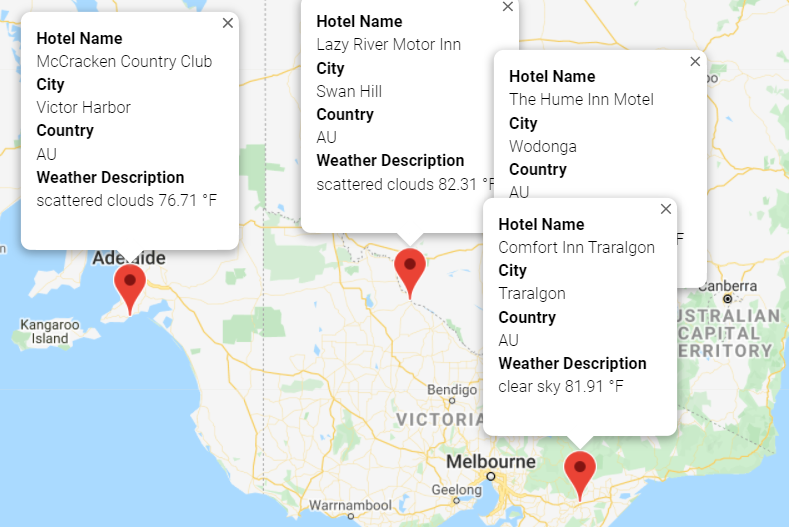 Hotel Name
McCracken Country Club
City
Victor Harbor
Country
AU
Weather Description
scattered clouds 76.71 °F
Hotel Name
Lazy River Motor Inn
City
Swan Hill
Country
AU
Weather Description
scattered clouds 82.31 °F
Hotel Name
The Hume Inn Motel
City
Wodonga
Country
AU
F
Hotel Name
Comfort Inn Traralgon
City
Traralgon
Country
AU
Weather Description
clear sky 81.91 °F
Adelaide
Kangaroo
Island
Canberra
USTRALIAN
CAPITAL
ERRITORY
Bendigo
VICTORIA
Melbourne
Geelong
Warrnambool